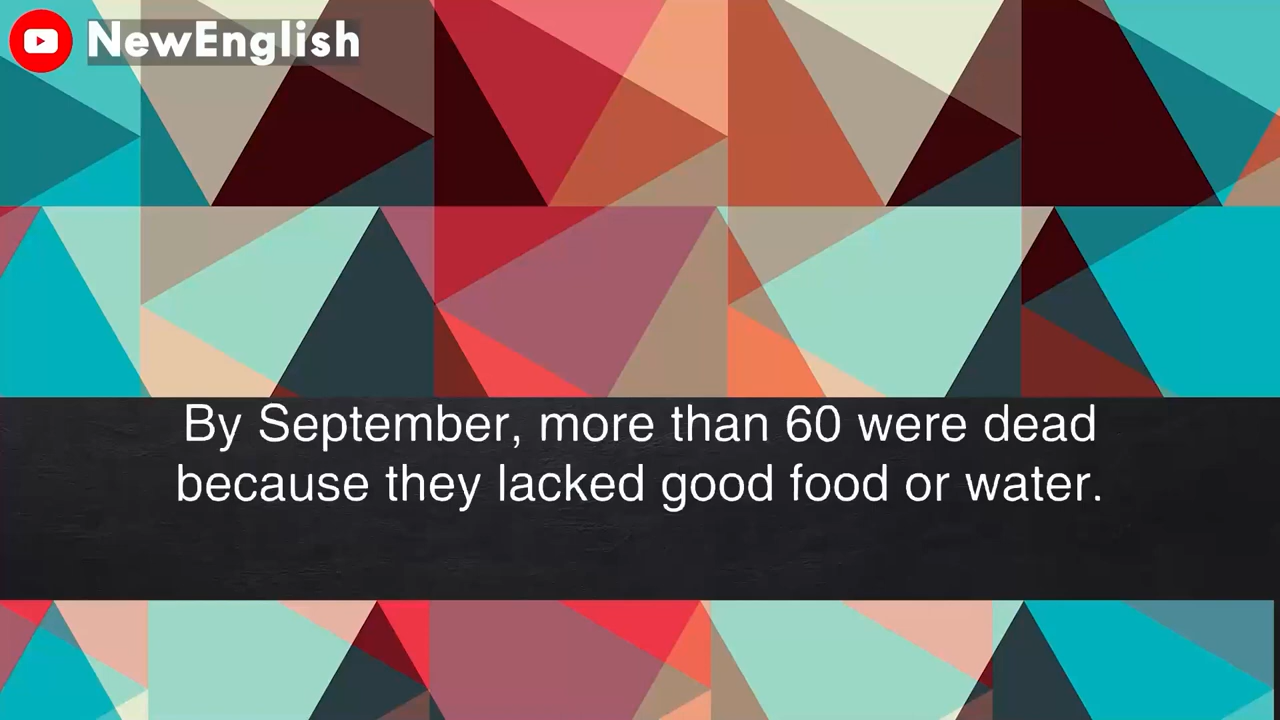 NewEnglish
By September, more than 60 were dead
because they lacked good food or water.